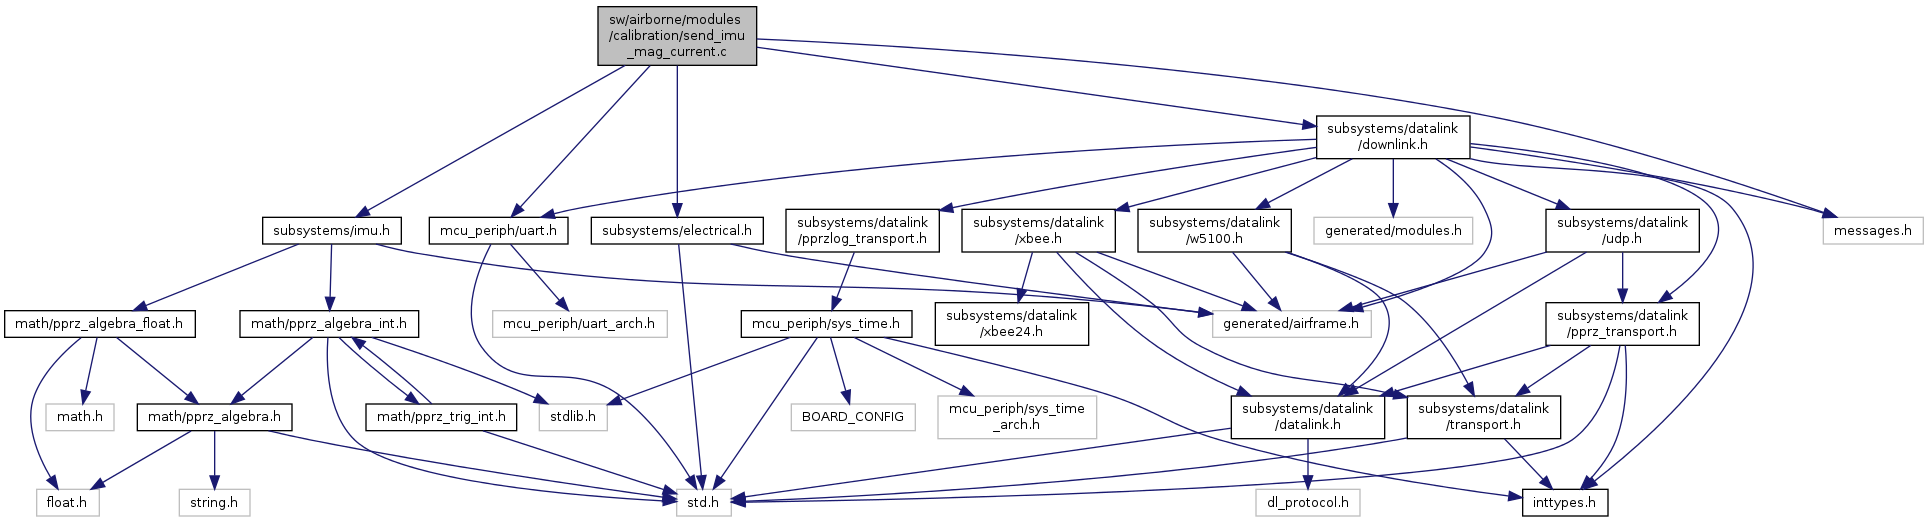 sw/airborne/modules
/calibration/send_imu
_mag_current.c
subsystems/datalink
/downlink.h
subsystems/imu.h
mcu_periph/uart.h
subsystems/electrical.h
subsystems/datalink
/pprzlog_transport.h
subsystems/datalink
/xbee.h
subsystems/datalink
/w5100.h
generated/modules.h
subsystems/datalink
/udp.h
messages.h
math/pprz_algebra_float.h
math/pprz_algebra_int.h
mcu_periph/uart_arch.h
mcu_periph/sys_time.h
subsystems/datalink
/xbee24.h
generated/airframe.h
subsystems/datalink
/pprz_transport.h
math.h
math/pprz_algebra.h
math/pprz_trig_int.h
stdlib.h
BOARD_CONFIG
mcu_periph/sys_time
_arch.h
subsystems/datalink
/datalink.h
subsystems/datalink
/transport.h
float.h
string.h
std.h
dl_protocol.h
inttypes.h